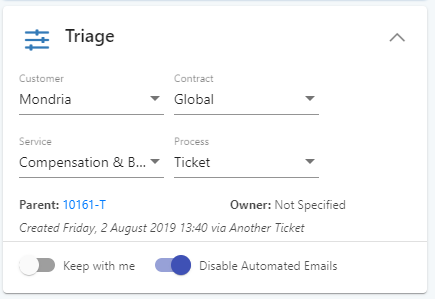 Triage
Customer Contract
Mondria Global
Service Process
Compensation & B... Ticket
Parent: 10161-T Owner: Not Specified
Created Friday, 2 August 2019 13:40 via Another Ticket
Keep with me Disable Automated Emails